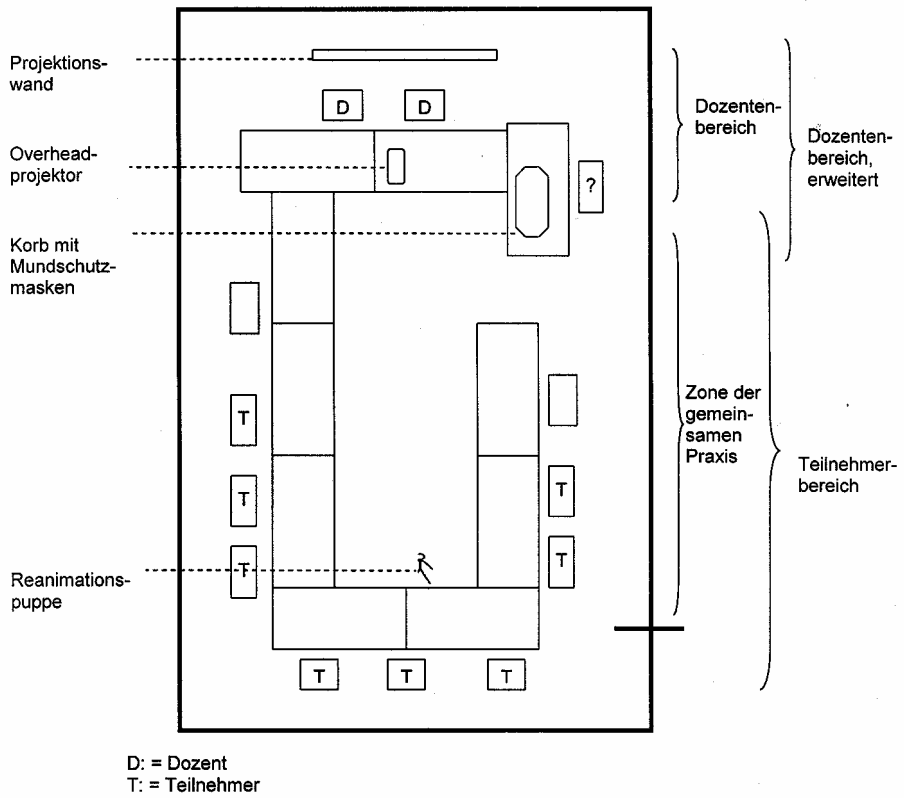 Projektions-
wand
Overhead-
projektor
Korb mit
Mundschutz-
masken
Reanimations-
puppe
D
D
?
T
T
T
T
T
T
T
T
Dozenten-
bereich
Dozenten-
bereich,
erweitert
Zone der
gemein-
samen
Praxis
Teilnehmer-
bereich
D: = Dozent
T: = Teilnehmer